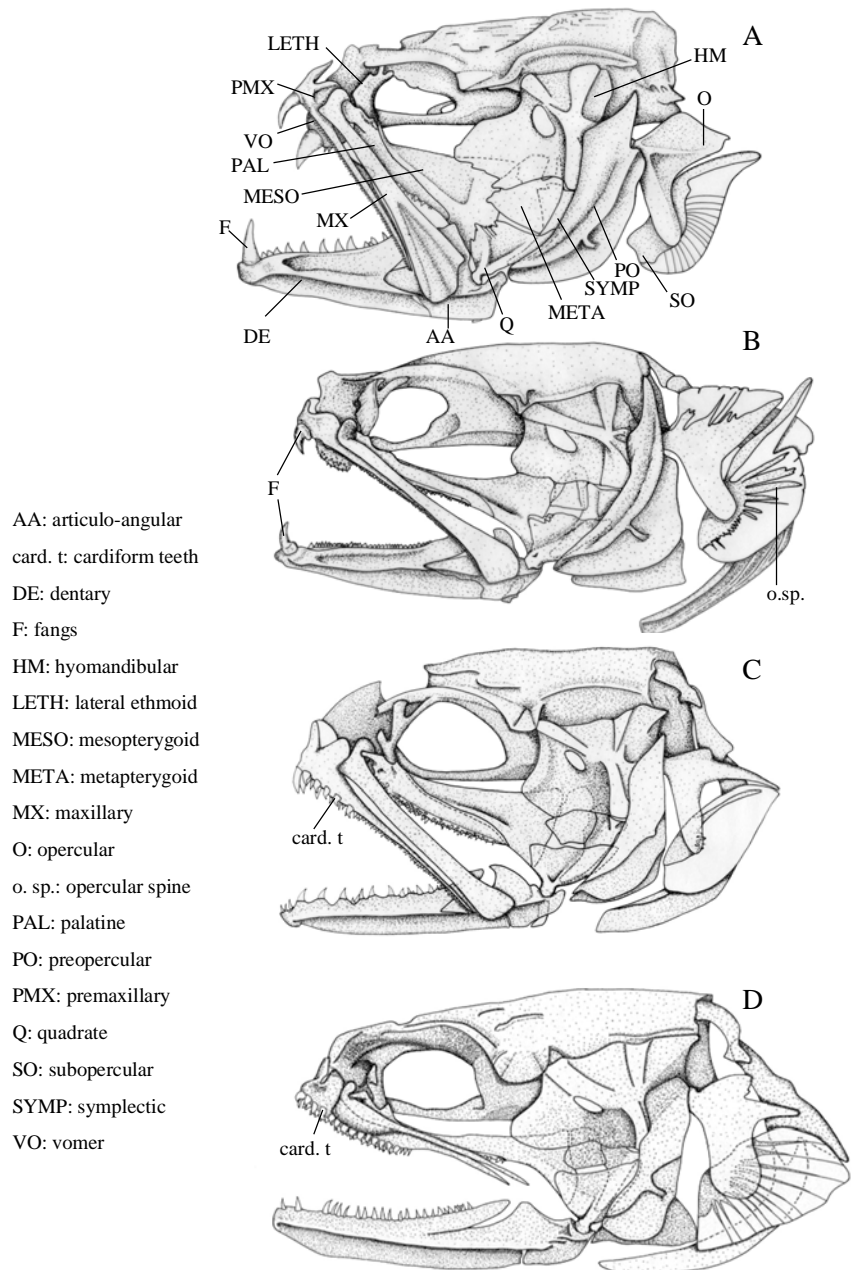 A
LETH
HM
PMX
O
VO
PAL
MESO
MX
F
PO
SYMP
SO
META
Q
DE
AA
B
F
o.sp.
AA: articulo-angular
card. t: cardiform teeth
DE: dentary
F: fangs
HM: hyomandibular
LETH: lateral ethmoid
MESO: mesopterygoid
META: metapterygoid
MX: maxillary
O: opercular
o. sp.: opercular spine
PAL: palatine
PO: preopercular
PMX: premaxillary
Q: quadrate
SO: subopercular
SYMP: symplectic
VO: vomer
C
card. t
D
card. t